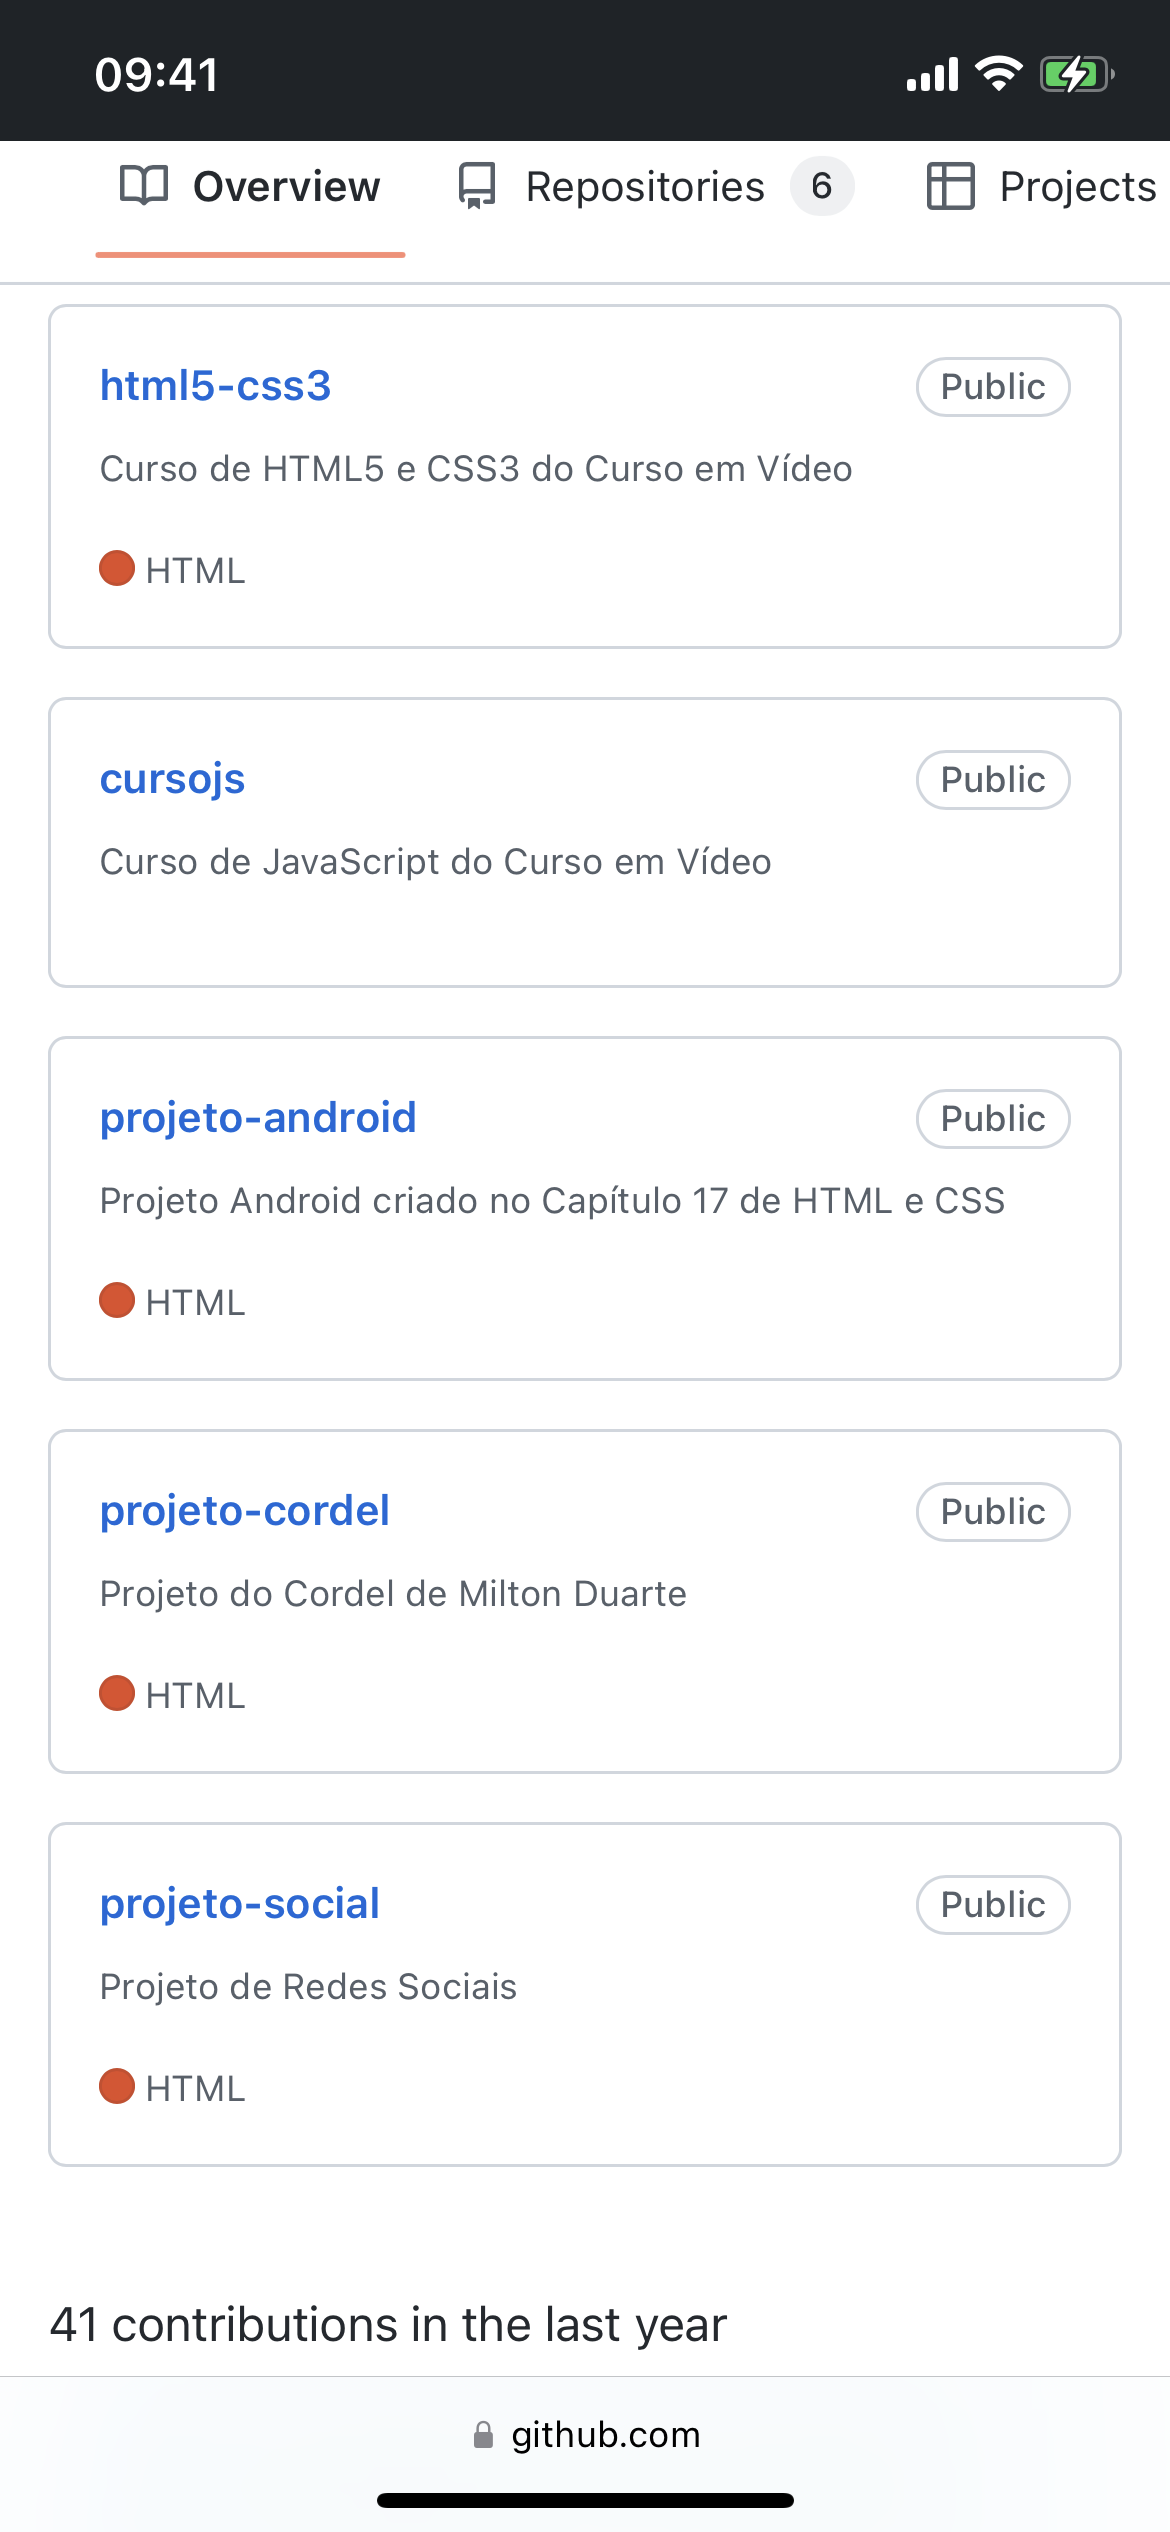 09:41
Overview Repositories 6 Projects
html5-css3 Public
Curso de HTML5 e CSS3 do Curso em Vídeo
HTML
cursojs Public
Curso de JavaScript do Curso em Vídeo
projeto-android Public
Projeto Android criado no Capítulo 17 de HTML e CSS
HTML
projeto-cordel Public
Projeto do Cordel de Milton Duarte
HTML
projeto-social Public
Projeto de Redes Sociais
HTML
41 contributions in the last year
github.com